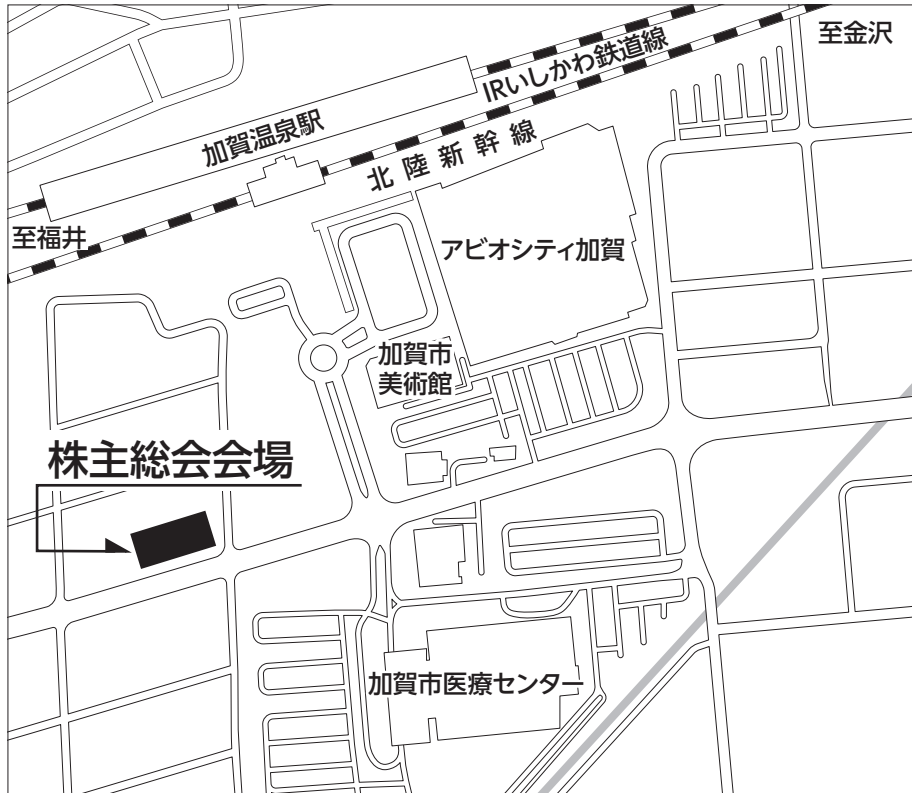 至金沢
IRいしかわ鉄道線
加賀温泉駅
北陸新幹線
至福井
アビオシティ加賀
加賀市
美術館
株主総会会場
加賀市医療センター